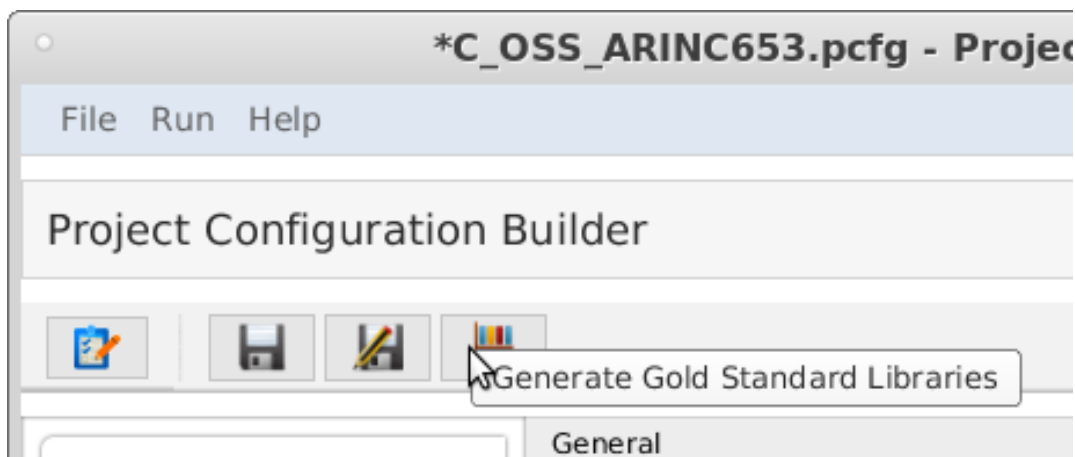 *C_OSS_ARINC653.pcfg - Projec
File Run Help
Project Configuration Builder
Generate Gold Standard Libraries
General